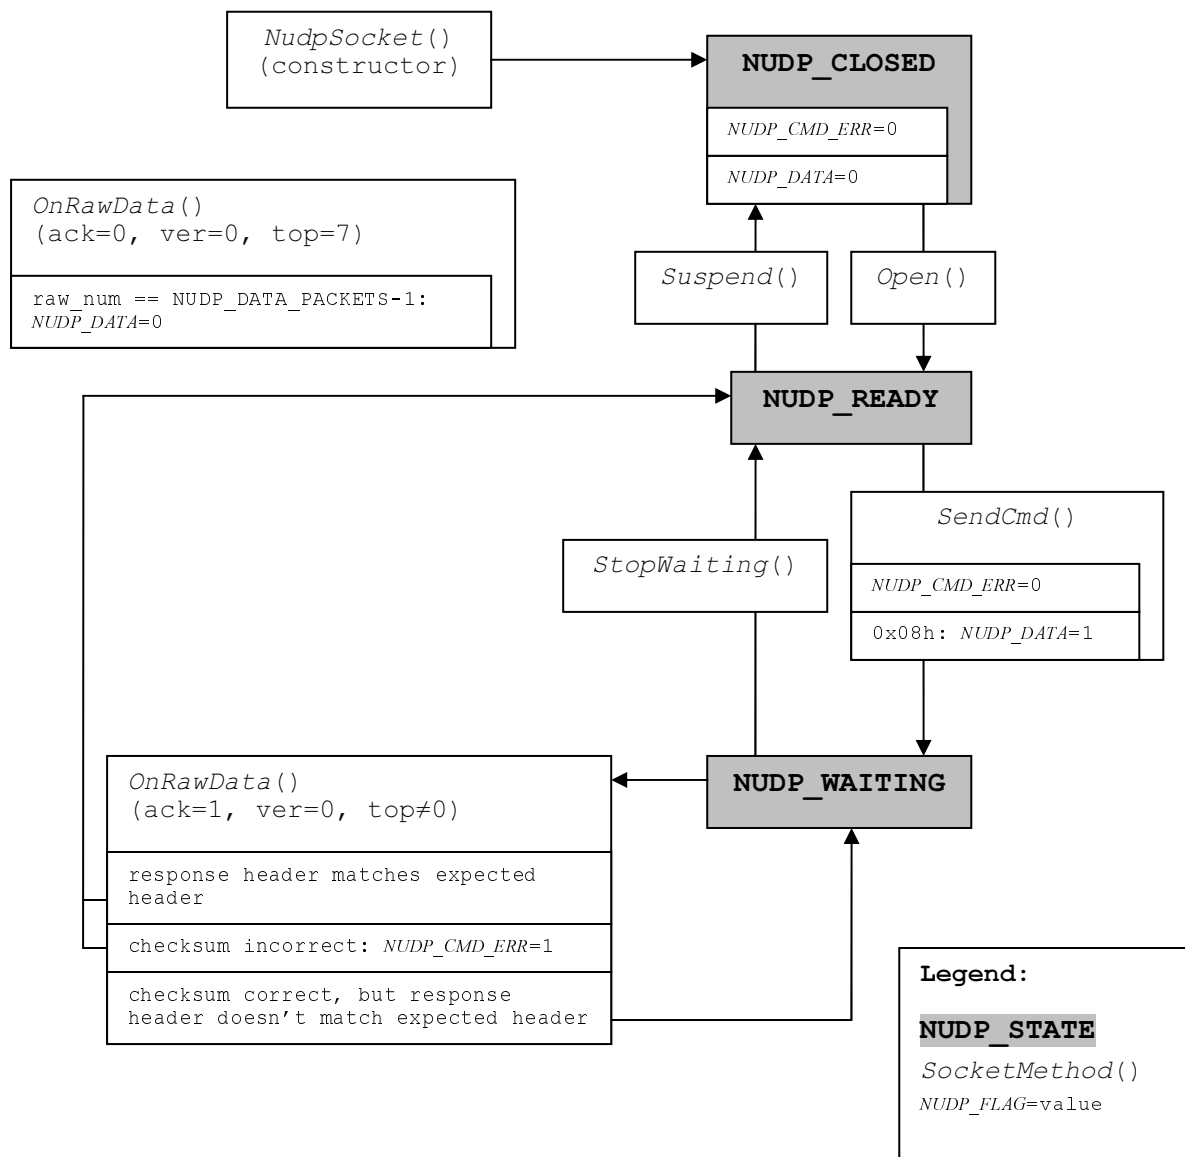 NudpSocket()
(constructor)
NUDP_CLOSED
NUDP_CMD_ERR=0
NUDP_DATA=0
OnRawData()
(ack=0, ver=0, top=7)
raw_num == NUDP_DATA_PACKETS-1:
NUDP_DATA=0
Suspend()
Open()
NUDP_READY
SendCmd()
NUDP_CMD_ERR=0
0x08h: NUDP_DATA=1
StopWaiting()
NUDP_WAITING
OnRawData()
(ack=1, ver=0, top≠0)
response header matches expected
header
checksum incorrect: NUDP_CMD_ERR=1
checksum correct, but response
header doesn't match expected header
Legend:
NUDP_STATE
SocketMethod()
NUDP_FLAG=value